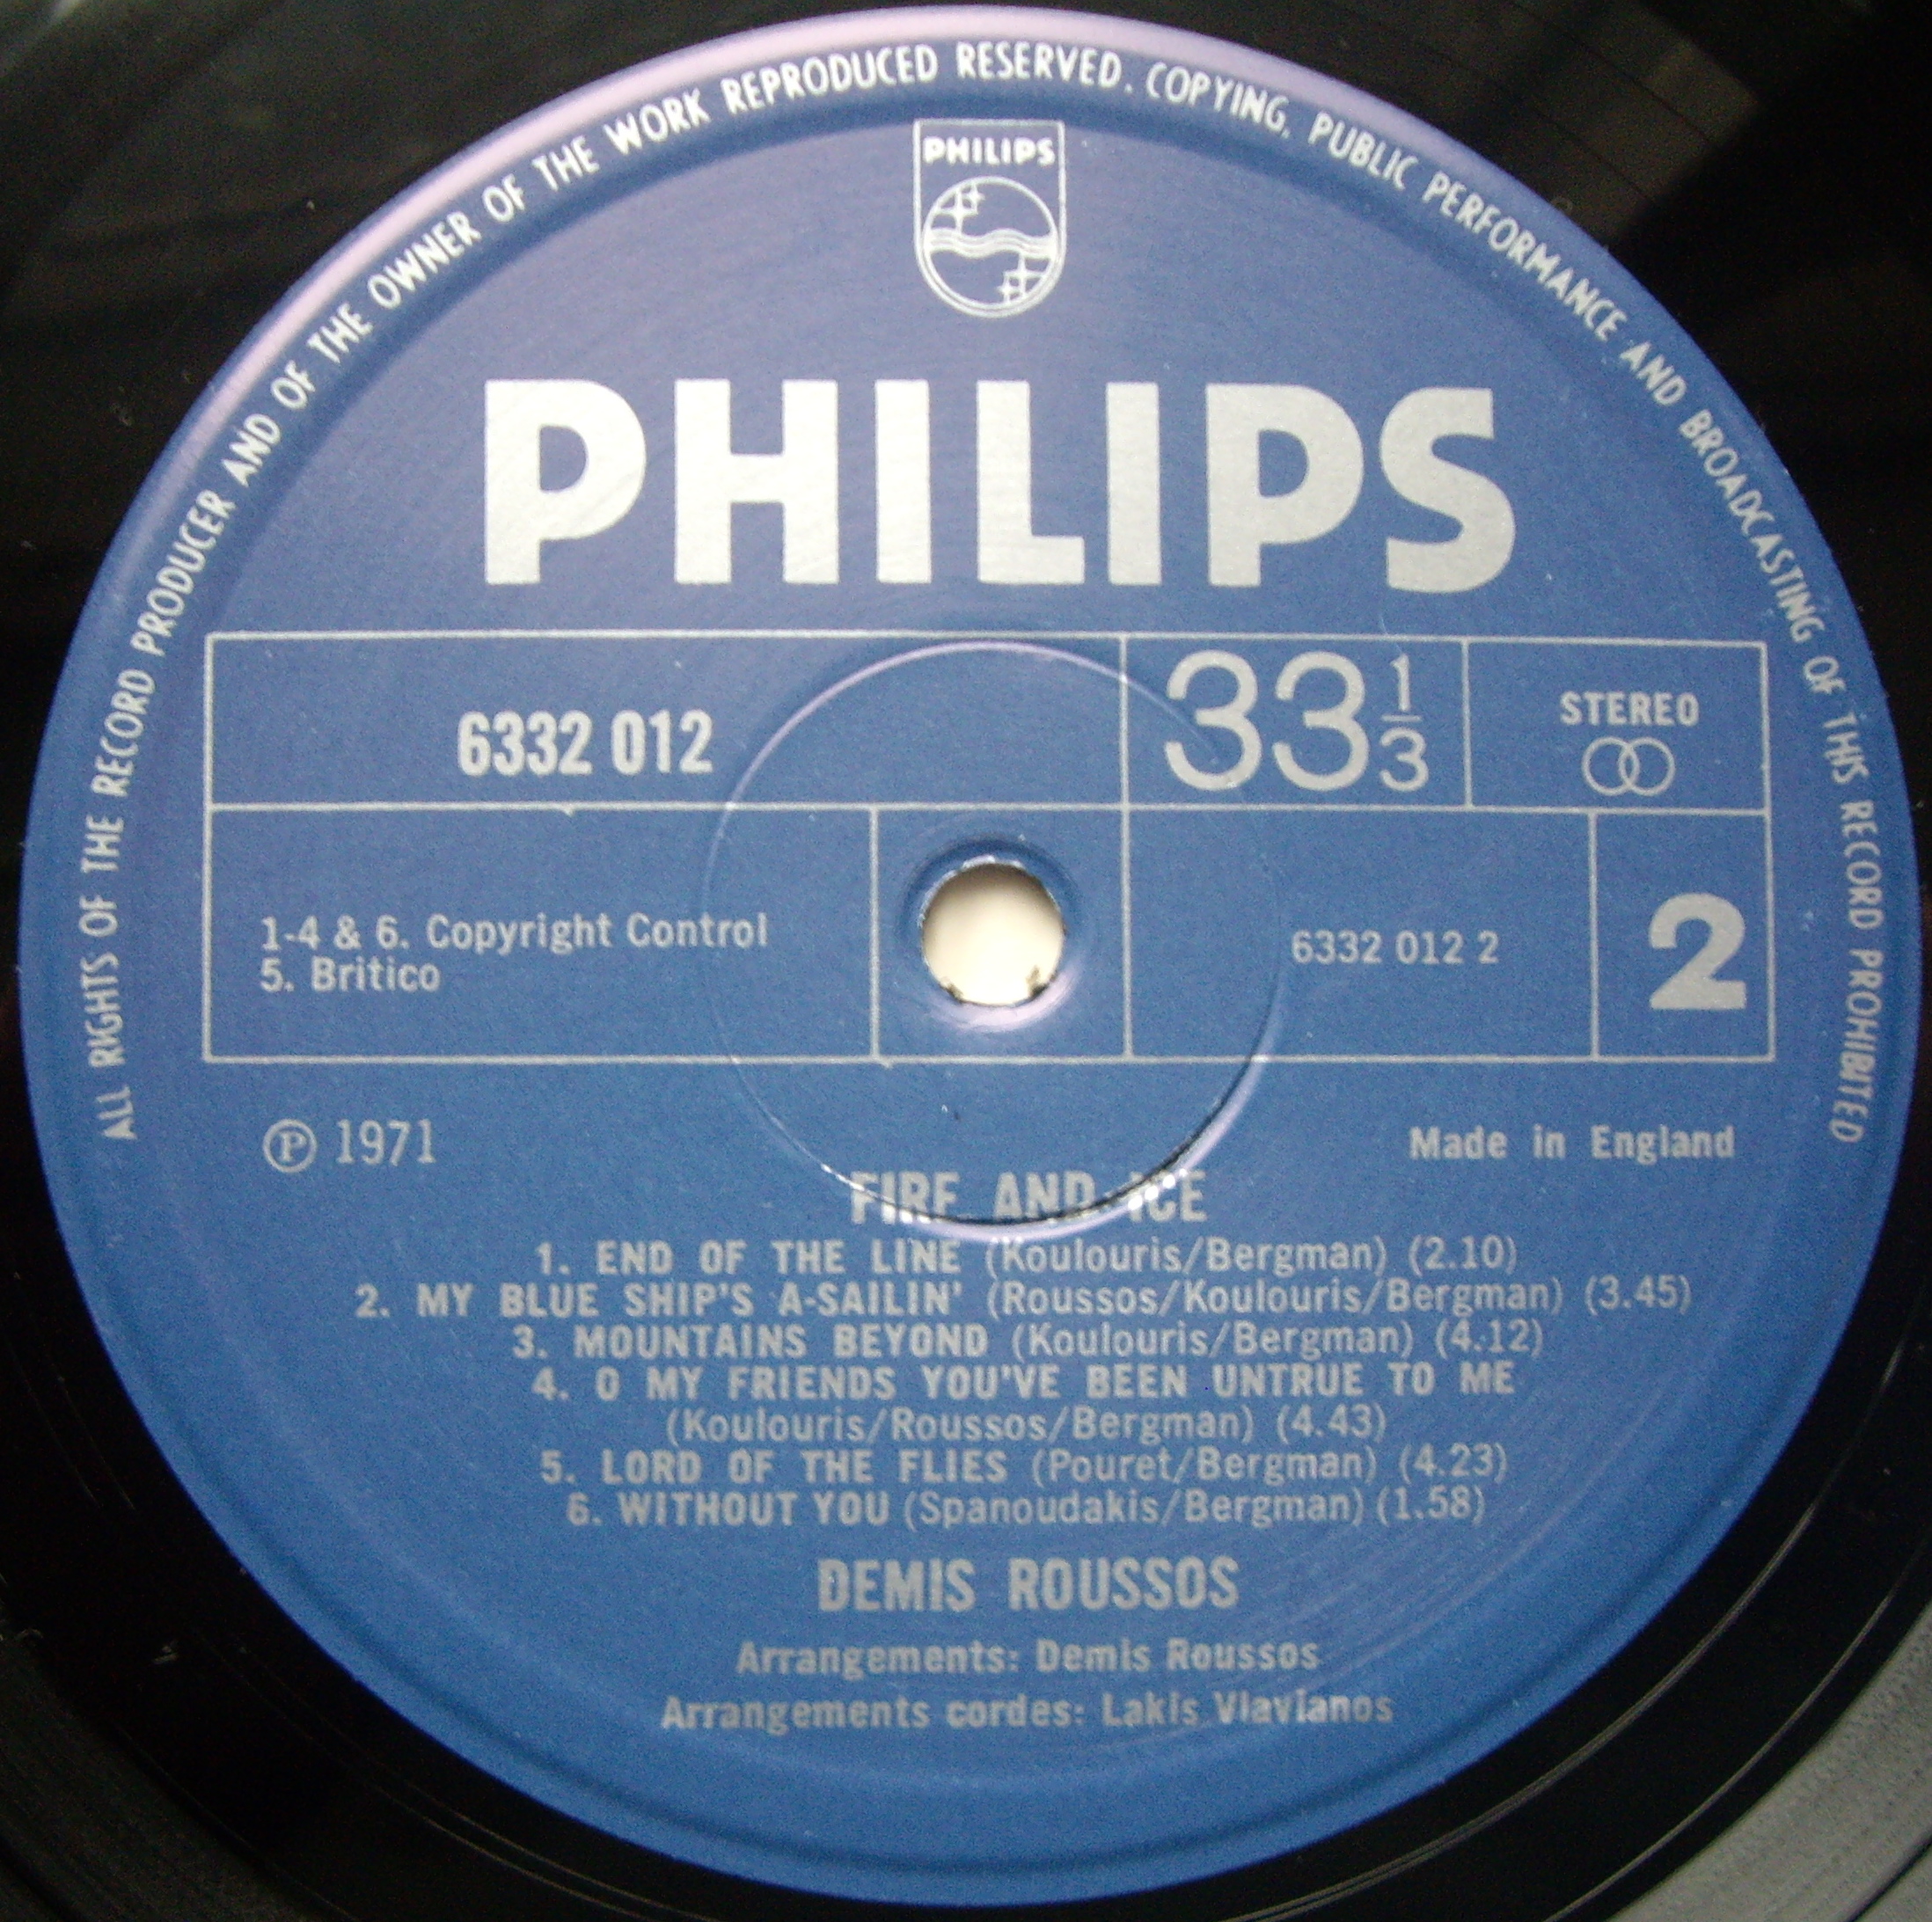 ALL RIGHTS OF THE RECORD PRODUCER AND OF THE OWNER OF THE WORK REPRODUCED RESERVED. COPYING, PUBLIC PERFORMANCE AND BROADCASTING OF THIS RECORD PROHIBITED
PHILIPS
PHILIPS
6332 012
33 1/3
STEREO
1-4 & 6. Copyright Control
5. Britico
6332 012 2
2
Ⓟ 1971
Made in England
FIRE AND ICE
1. END OF THE LINE (Koulouris/Bergman) (2.10)
2. MY BLUE SHIP'S A-SAILIN' (Roussos/Koulouris/Bergman) (3.45)
3. MOUNTAINS BEYOND (Koulouris/Bergman) (4.12)
4. O MY FRIENDS YOU'VE BEEN UNTRUE TO ME
(Koulouris/Roussos/Bergman) (4.43)
5. LORD OF THE FLIES (Pouret/Bergman) (4.23)
6. WITHOUT YOU (Spanoudakis/Bergman) (1.58)
DEMIS ROUSSOS
Arrangements: Demis Roussos
Arrangements cordes: Lakis Vlavianos